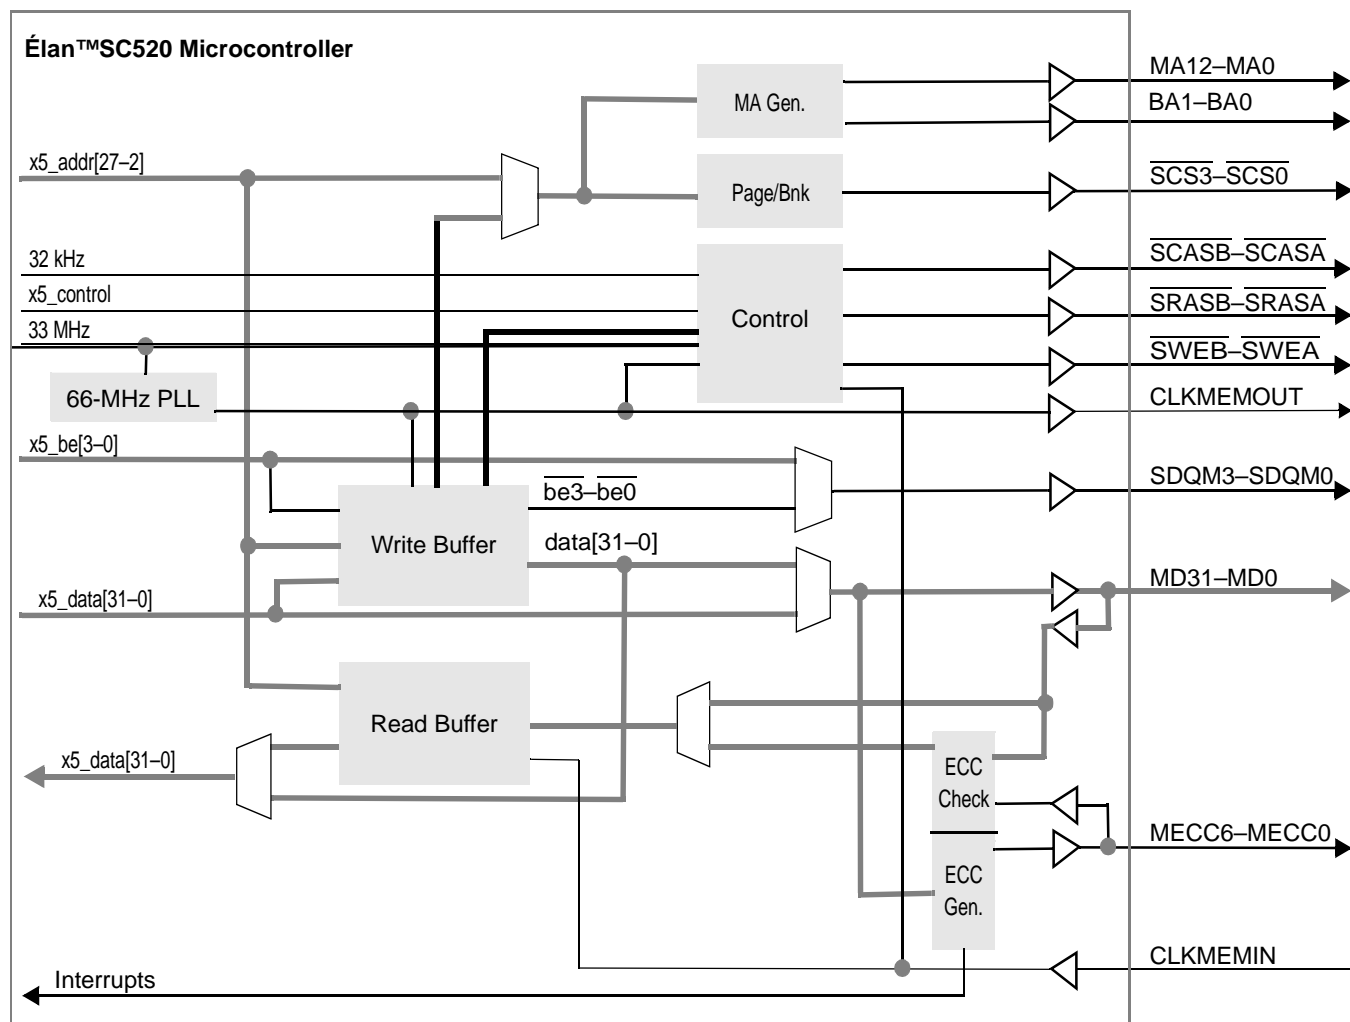 Élan™SC520 Microcontroller
MA12–MA0
MA Gen.
BA1–BA0
x5_addr[27–2]
Page/Bnk
SCS3–SCS0
32 kHz
SCASB–SCASA
x5_control
Control
SRASB–SRASA
33 MHz
SWEB–SWEA
66-MHz PLL
CLKMEMOUT
x5_be[3–0]
be3–be0
SDQM3–SDQM0
Write Buffer
data[31–0]
MD31–MD0
x5_data[31–0]
Read Buffer
x5_data[31–0]
ECC
Check
MECC6–MECC0
ECC
Gen.
CLKMEMIN
Interrupts